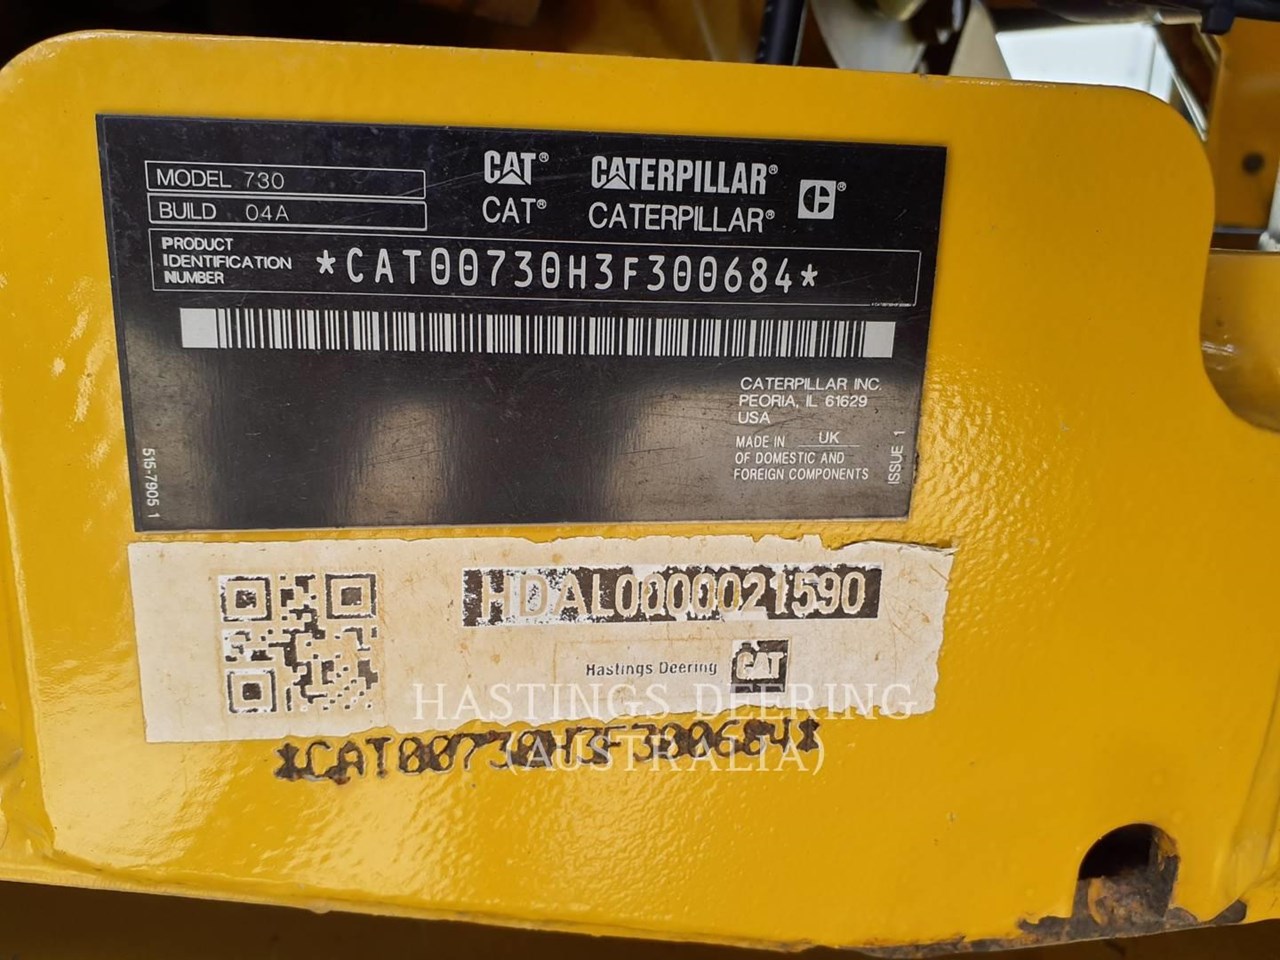 MODEL 730
BUILD 04A
CAT® CATERPILLAR® ®
CAT® CATERPILLAR®
PRODUCT
IDENTIFICATION
NUMBER
*CAT00730H3F300684*
CATERPILLAR INC.
PEORIA, IL 61629
USA
MADE IN UK
OF DOMESTIC AND
FOREIGN COMPONENTS
ISSUE 1
515-7905 1
HDAL0000021590
Hastings Deering CAT
HASTINGS DEERING
(AUSTRALIA)
*CAT00730H3F300684*